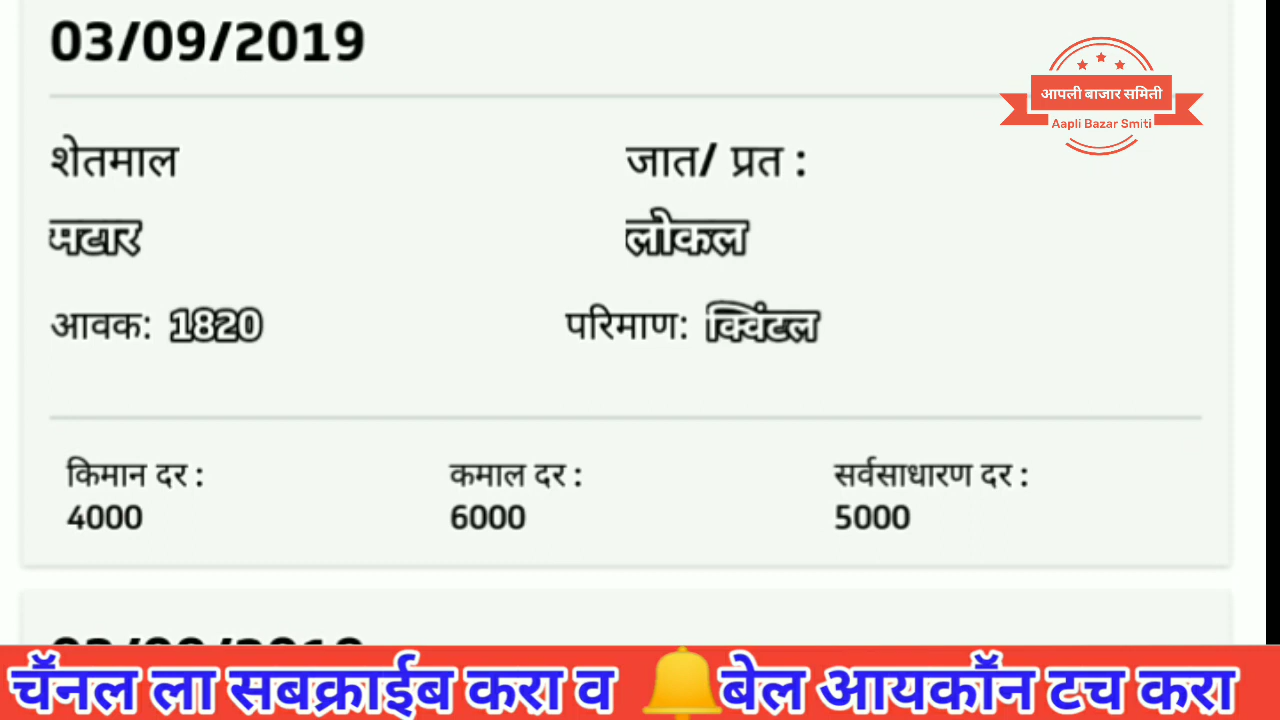 03/09/2019
आपली बाजार समिती
Aapli Bazar Smiti
शेतमाल
जात/ प्रत :
मटार
लोकल
आवक: 1820
परिमाण: क्विंटल
किमान दर :
कमाल दर :
सर्वसाधारण दर :
4000
6000
5000
चॅनल ला सबक्राईब करा व 🔔 बेल आयकॉन टच करा